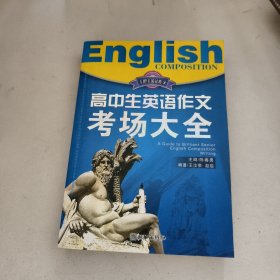 English
COMPOSITION
高中生英语作文
考场大全
A Guide to Brilliant Senior
English Composition
Writing